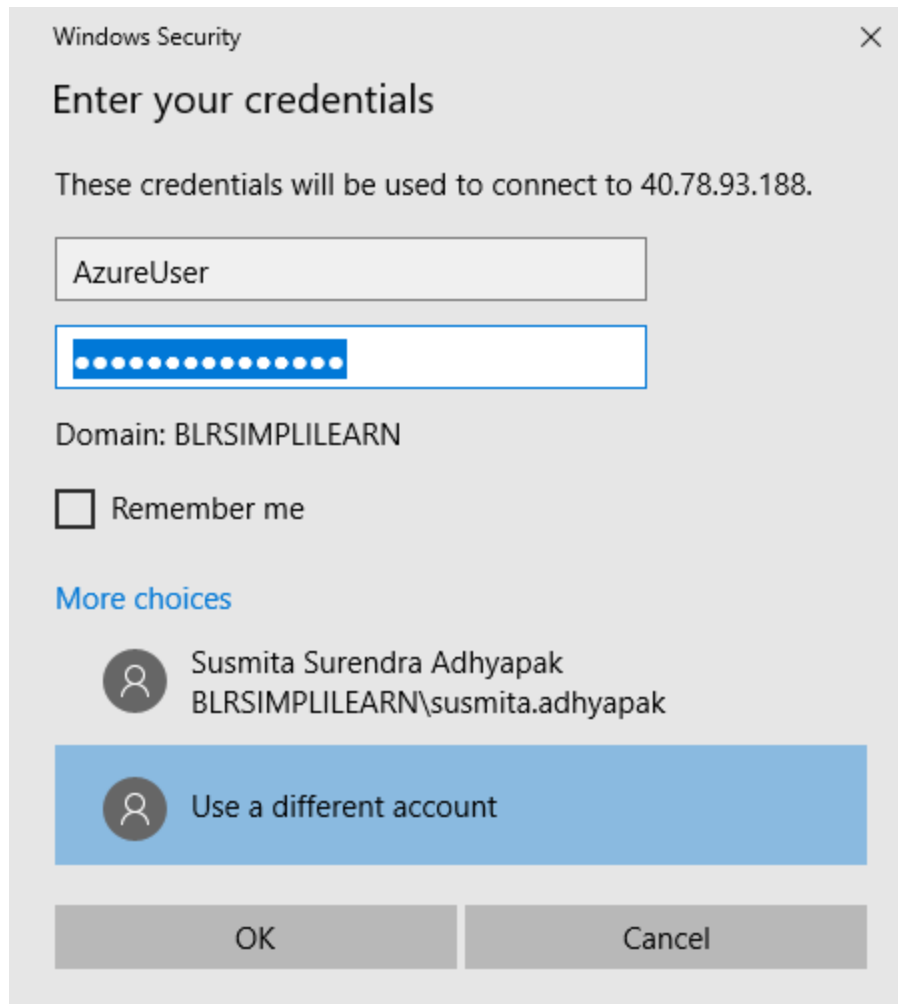 Windows Security
Enter your credentials
These credentials will be used to connect to 40.78.93.188.
AzureUser
●●●●●●●●●●●●●●●
Domain: BLRSIMPLILEARN
Remember me
More choices
Susmita Surendra Adhyapak
BLRSIMPLILEARN\susmita.adhyapak
Use a different account
OK
Cancel